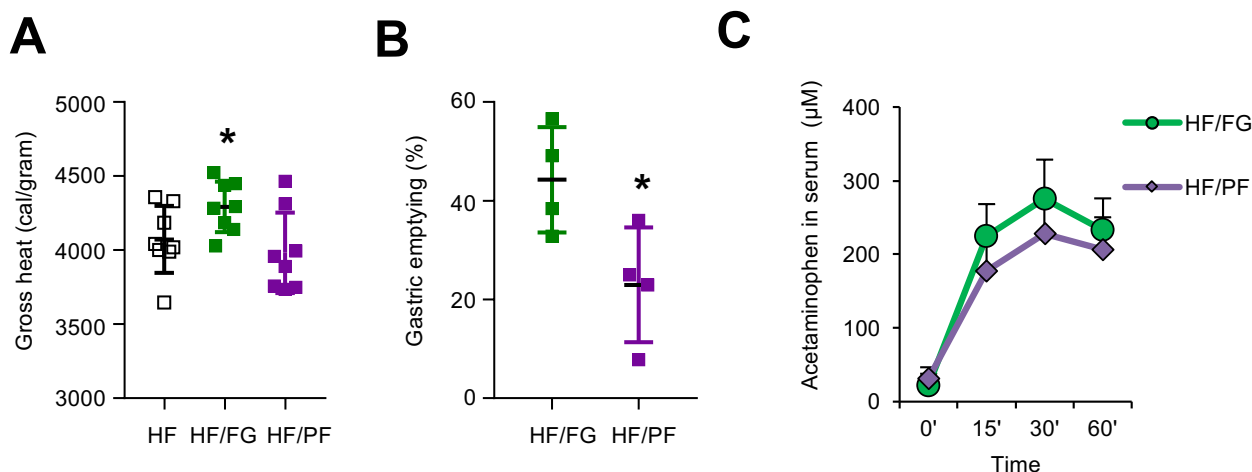 A
Gross heat (cal/gram)
5000
4500
4000
3500
3000
*
HF HF/FG HF/PF
B
Gastric emptying (%)
60
40
20
0
*
HF/FG HF/PF
C
Acetaminophen in serum (µM)
400
300
200
100
0
0' 15' 30' 60'
Time
HF/FG
HF/PF